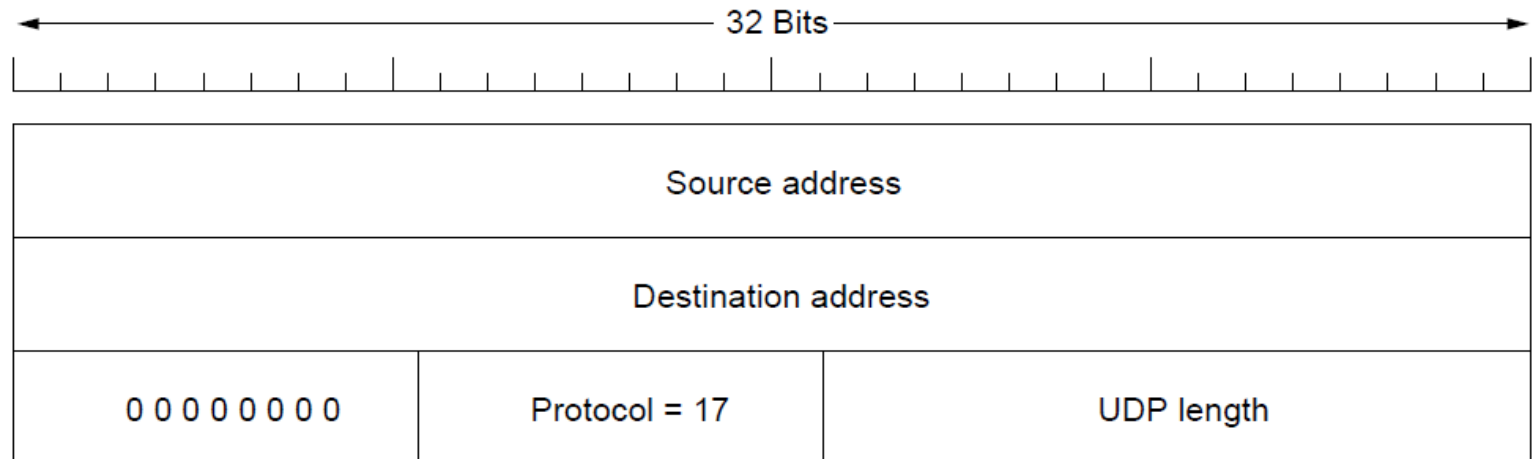 32 Bits
Source address
Destination address
0 0 0 0 0 0 0 0 Protocol = 17 UDP length